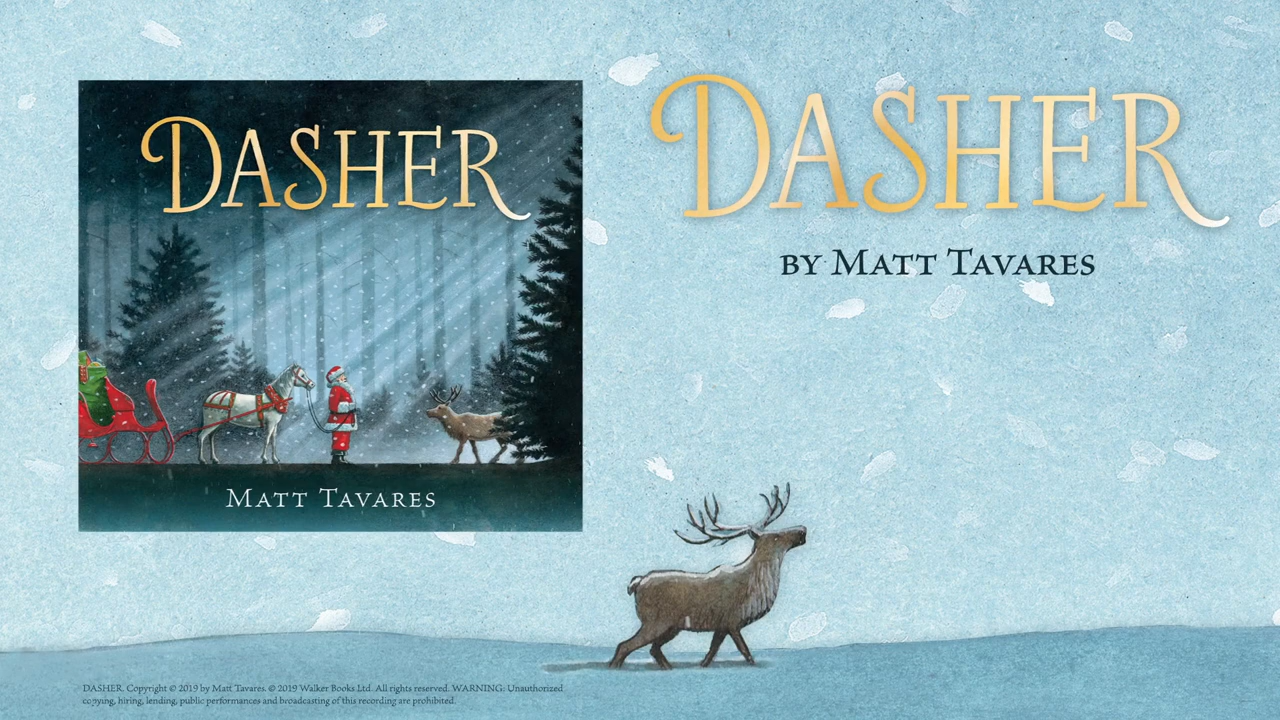 DASHER
MATT TAVARES
DASHER
BY MATT TAVARES
DASHER. Copyright © 2019 by Matt Tavares. © 2019 Walker Books Ltd. All rights reserved. WARNING: Unauthorized
copying, hiring, lending, public performances and broadcasting of this recording are prohibited.